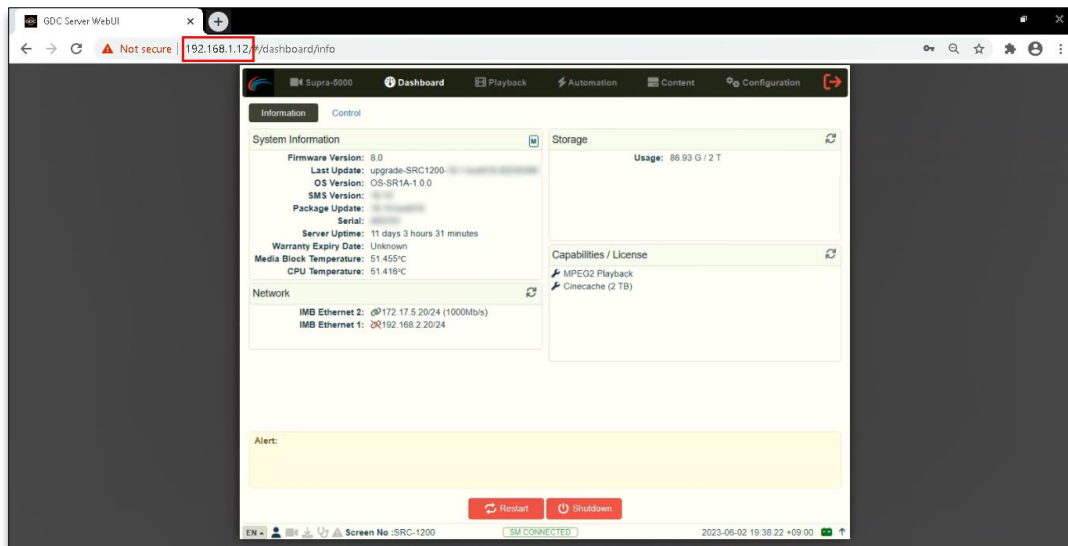 GDC Server WebUI
Not secure 192.168.1.12/#/dashboard/info
Supra-5000 Dashboard Playback Automation Content Configuration
Information Control
System Information M
Firmware Version: 8.0
Last Update: upgrade-SRC1200-
OS Version: OS-SR1A-1.0.0
SMS Version:
Package Update:
Serial:
Server Uptime: 11 days 3 hours 31 minutes
Warranty Expiry Date: Unknown
Media Block Temperature: 51.455°C
CPU Temperature: 51.416°C
Network
IMB Ethernet 2: 172.17.5.20/24 (1000Mb/s)
IMB Ethernet 1: 192.168.2.20/24
Storage
Usage: 86.93 G / 2 T
Capabilities / License
MPEG2 Playback
Cinecache (2 TB)
Alert:
Restart Shutdown
EN Screen No :SRC-1200 SM CONNECTED 2023-06-02 19:38:22 +09:00